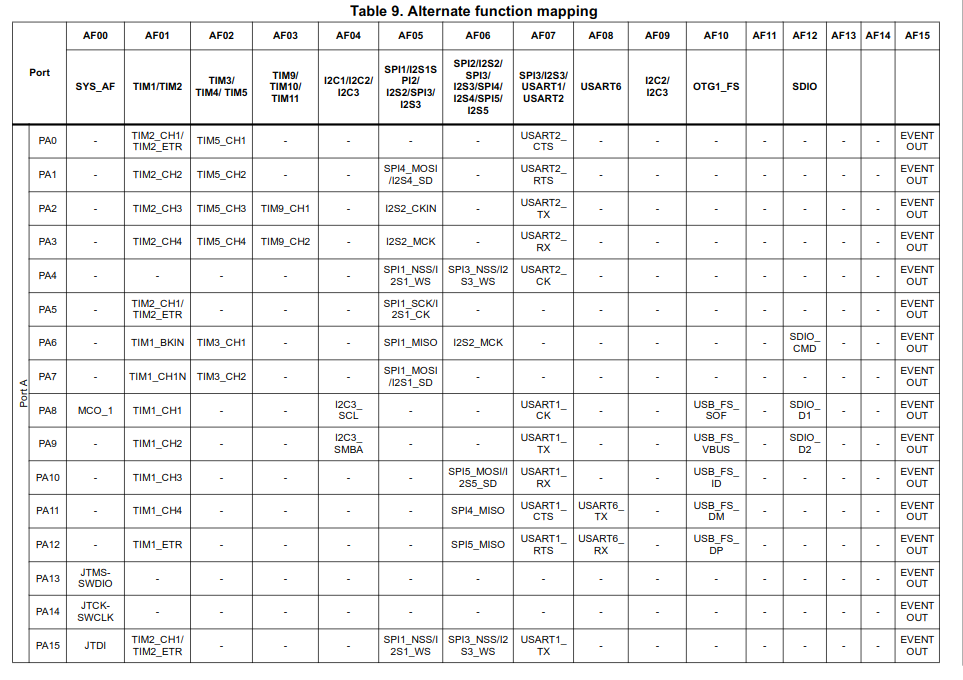 Table 9. Alternate function mapping
Port AF00 AF01 AF02 AF03 AF04 AF05 AF06 AF07 AF08 AF09 AF10 AF11 AF12 AF13 AF14 AF15
SYS_AF TIM1/TIM2 TIM3/ TIM4/ TIM5 TIM9/ TIM10/ TIM11 I2C1/I2C2/ I2C3 SPI1/I2S1S PI2/ I2S2/SPI3/ I2S3 SPI2/I2S2/ SPI3/ I2S3/SPI4/ I2S4/SPI5/ I2S5 SPI3/I2S3/ USART1/ USART2 USART6 I2C2/ I2C3 OTG1_FS SDIO
Port A
PA0 - TIM2_CH1/ TIM2_ETR TIM5_CH1 - - - - USART2_ CTS - - - - - - - EVENT OUT
PA1 - TIM2_CH2 TIM5_CH2 - - SPI4_MOSI /I2S4_SD - USART2_ RTS - - - - - - - EVENT OUT
PA2 - TIM2_CH3 TIM5_CH3 TIM9_CH1 - I2S2_CKIN - USART2_ TX - - - - - - - EVENT OUT
PA3 - TIM2_CH4 TIM5_CH4 TIM9_CH2 - I2S2_MCK - USART2_ RX - - - - - - - EVENT OUT
PA4 - - - - - SPI1_NSS/I 2S1_WS SPI3_NSS/I2 S3_WS USART2_ CK - - - - - - - EVENT OUT
PA5 - TIM2_CH1/ TIM2_ETR - - - SPI1_SCK/I 2S1_CK - - - - - - - - - EVENT OUT
PA6 - TIM1_BKIN TIM3_CH1 - - SPI1_MISO I2S2_MCK - - - - - SDIO_ CMD - - EVENT OUT
PA7 - TIM1_CH1N TIM3_CH2 - - SPI1_MOSI /I2S1_SD - - - - - - - - - EVENT OUT
PA8 MCO_1 TIM1_CH1 - - I2C3_ SCL - - USART1_ CK - - USB_FS_ SOF - SDIO_ D1 - - EVENT OUT
PA9 - TIM1_CH2 - - I2C3_ SMBA - - USART1_ TX - - USB_FS_ VBUS - SDIO_ D2 - - EVENT OUT
PA10 - TIM1_CH3 - - - - SPI5_MOSI/I 2S5_SD USART1_ RX - - USB_FS_ ID - - - - EVENT OUT
PA11 - TIM1_CH4 - - - - SPI4_MISO USART1_ CTS USART6_ TX - USB_FS_ DM - - - - EVENT OUT
PA12 - TIM1_ETR - - - - SPI5_MISO USART1_ RTS USART6_ RX - USB_FS_ DP - - - - EVENT OUT
PA13 JTMS- SWDIO - - - - - - - - - - - - - - EVENT OUT
PA14 JTCK- SWCLK - - - - - - - - - - - - - - EVENT OUT
PA15 JTDI TIM2_CH1/ TIM2_ETR - - - SPI1_NSS/I 2S1_WS SPI3_NSS/I2 S3_WS USART1_ TX - - - - - - - EVENT OUT